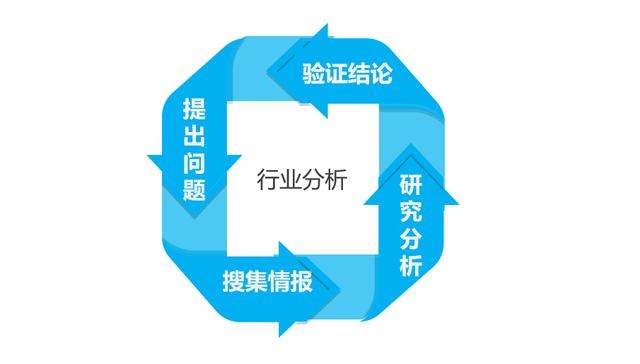 验证结论
提出问题
行业分析
研究分析
搜集情报